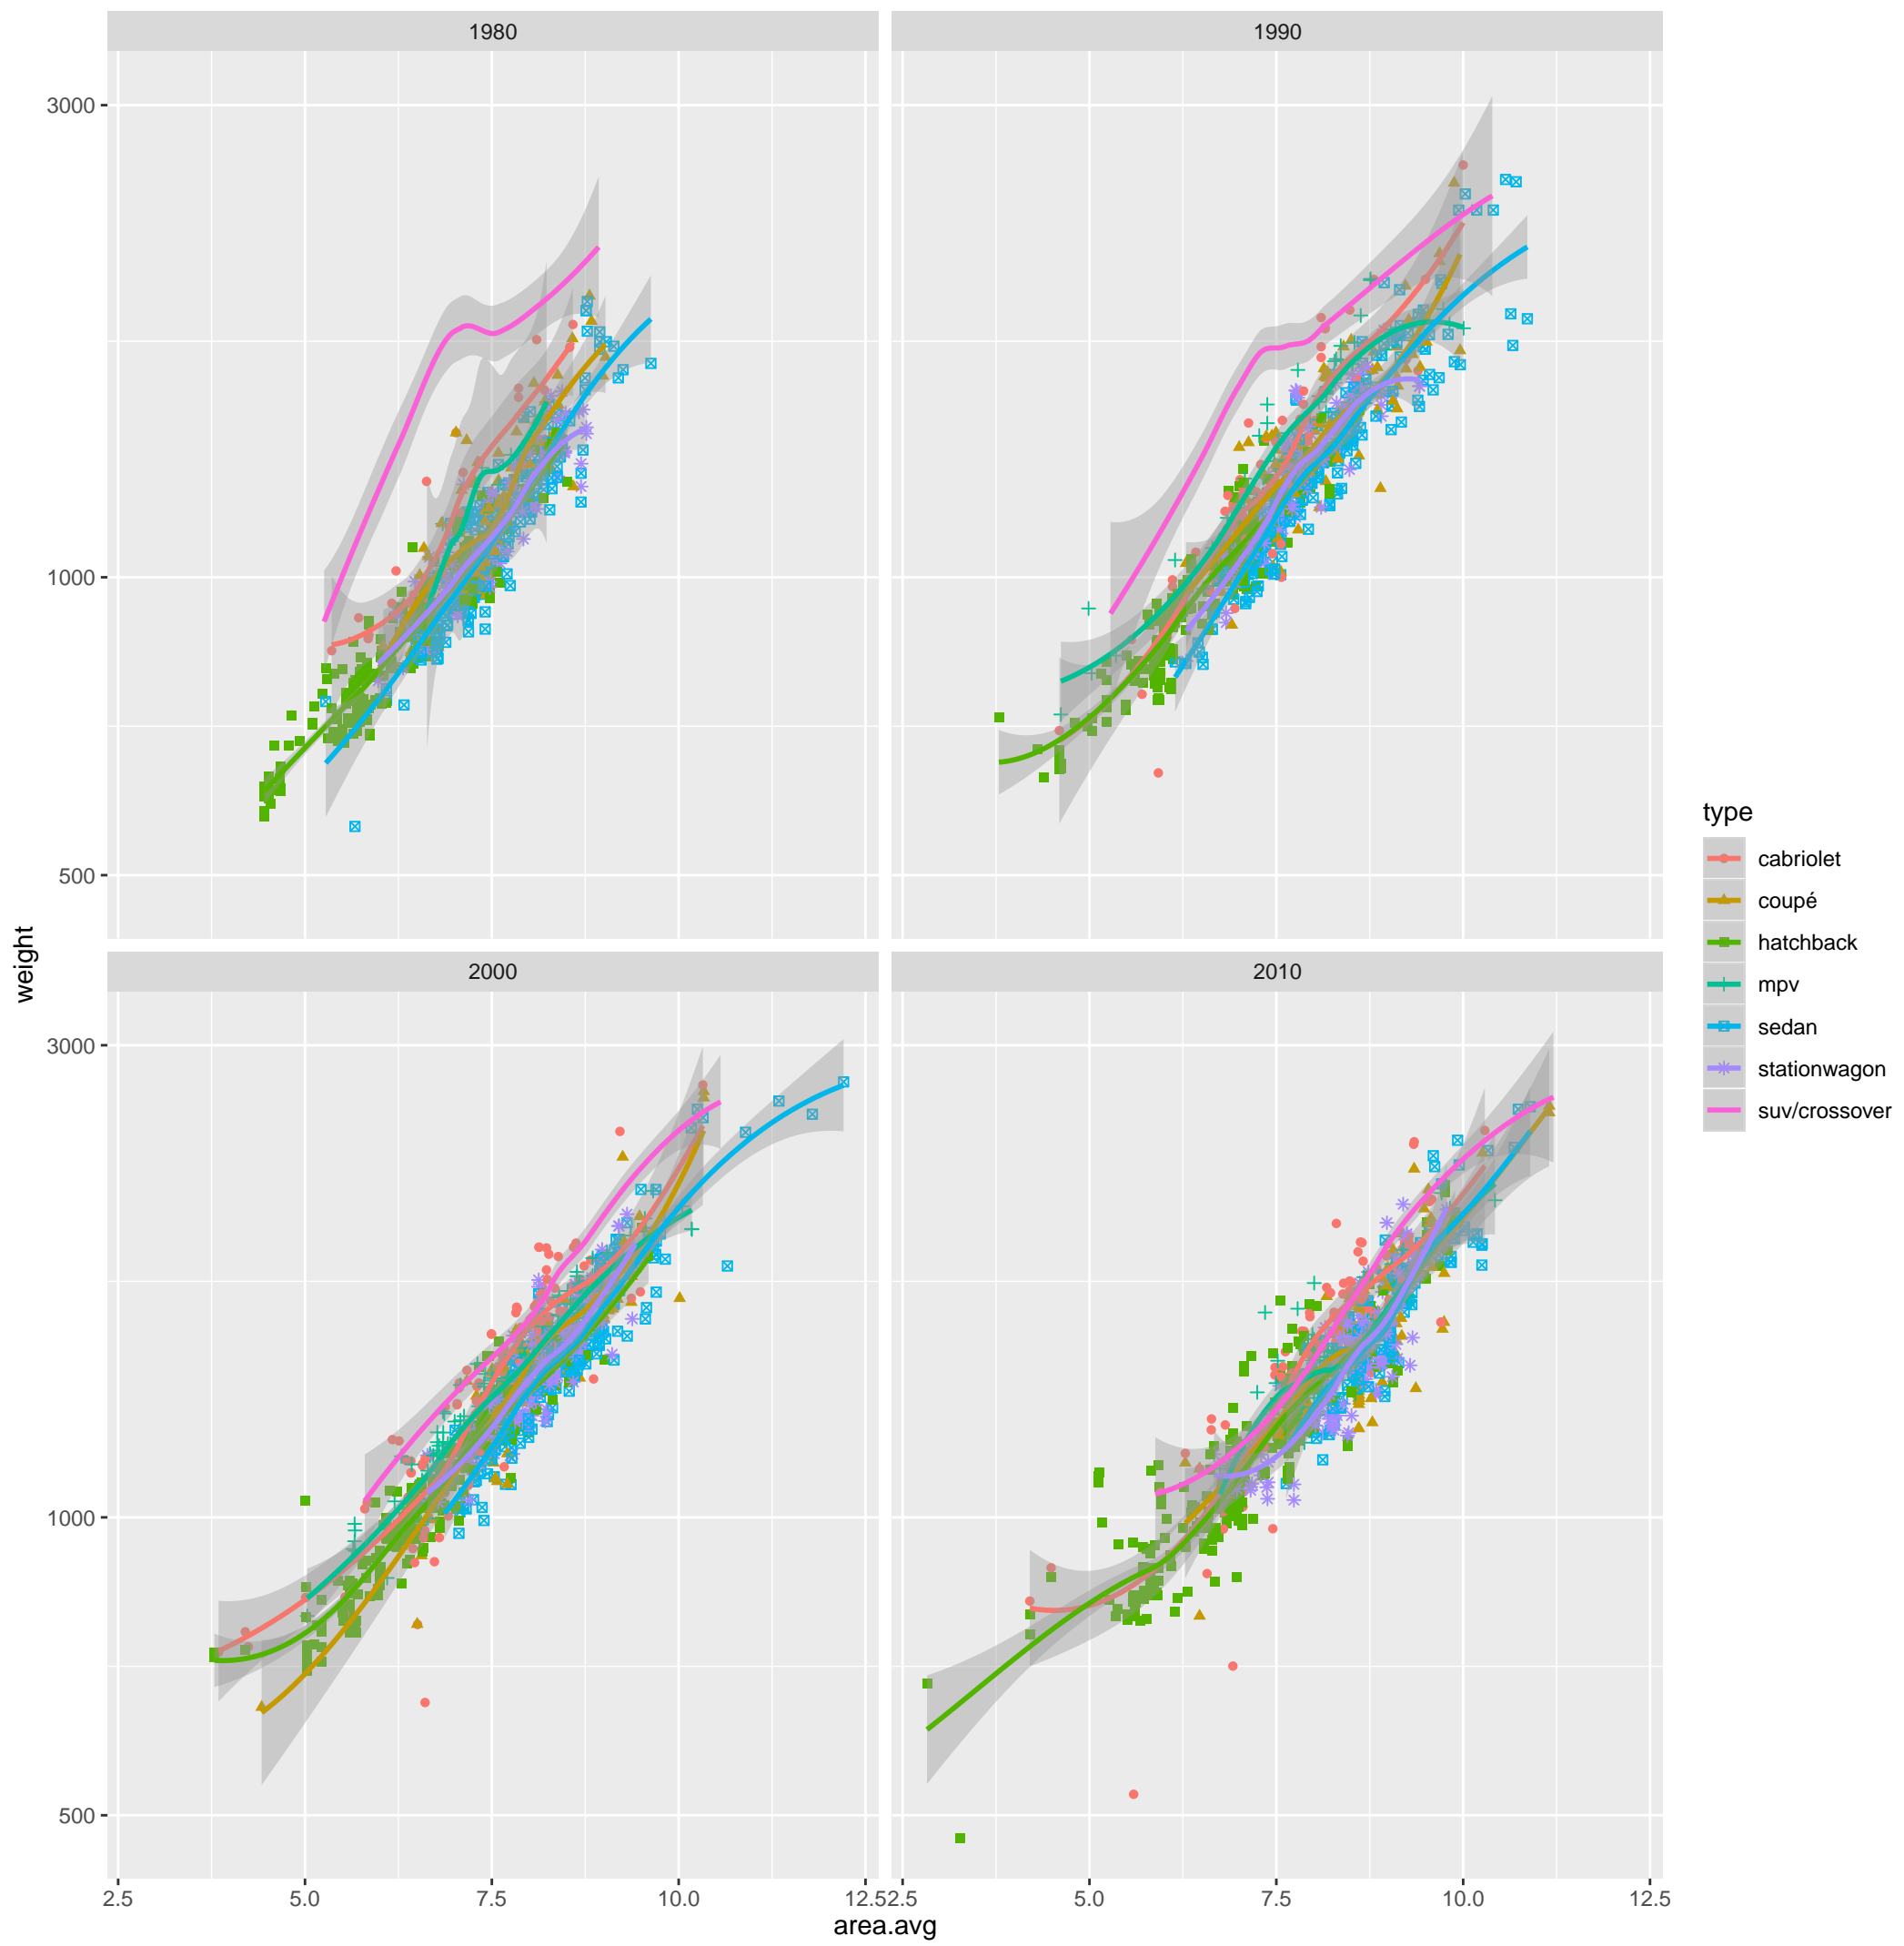 1980
1990
3000
1000
500
2000
2010
3000
1000
500
2.5 5.0 7.5 10.0 12.5
2.5 5.0 7.5 10.0 12.5
area.avg
weight
type
cabriolet
coupé
hatchback
mpv
sedan
stationwagon
suv/crossover